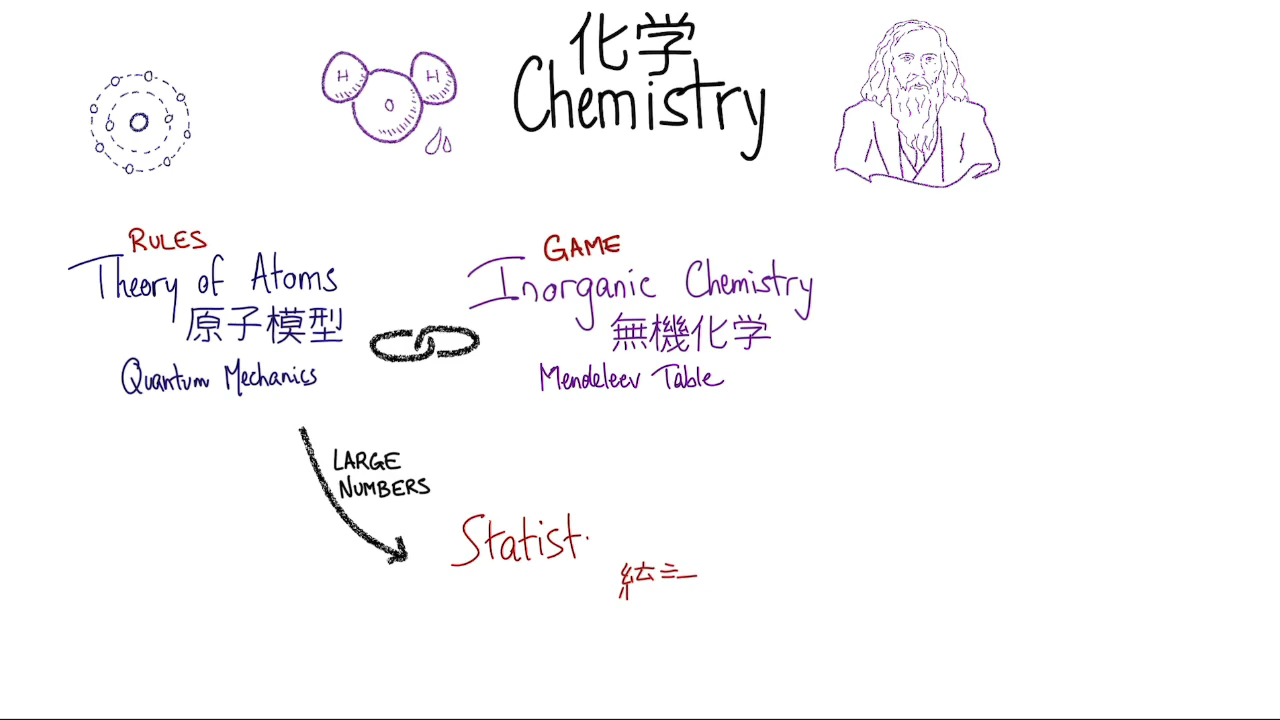 化学
Chemistry
H
H
O
RULES
Theory of Atoms
原子模型
Quantum Mechanics
GAME
Inorganic Chemistry
無機化学
Mendeleev Table
LARGE
NUMBERS
Statist